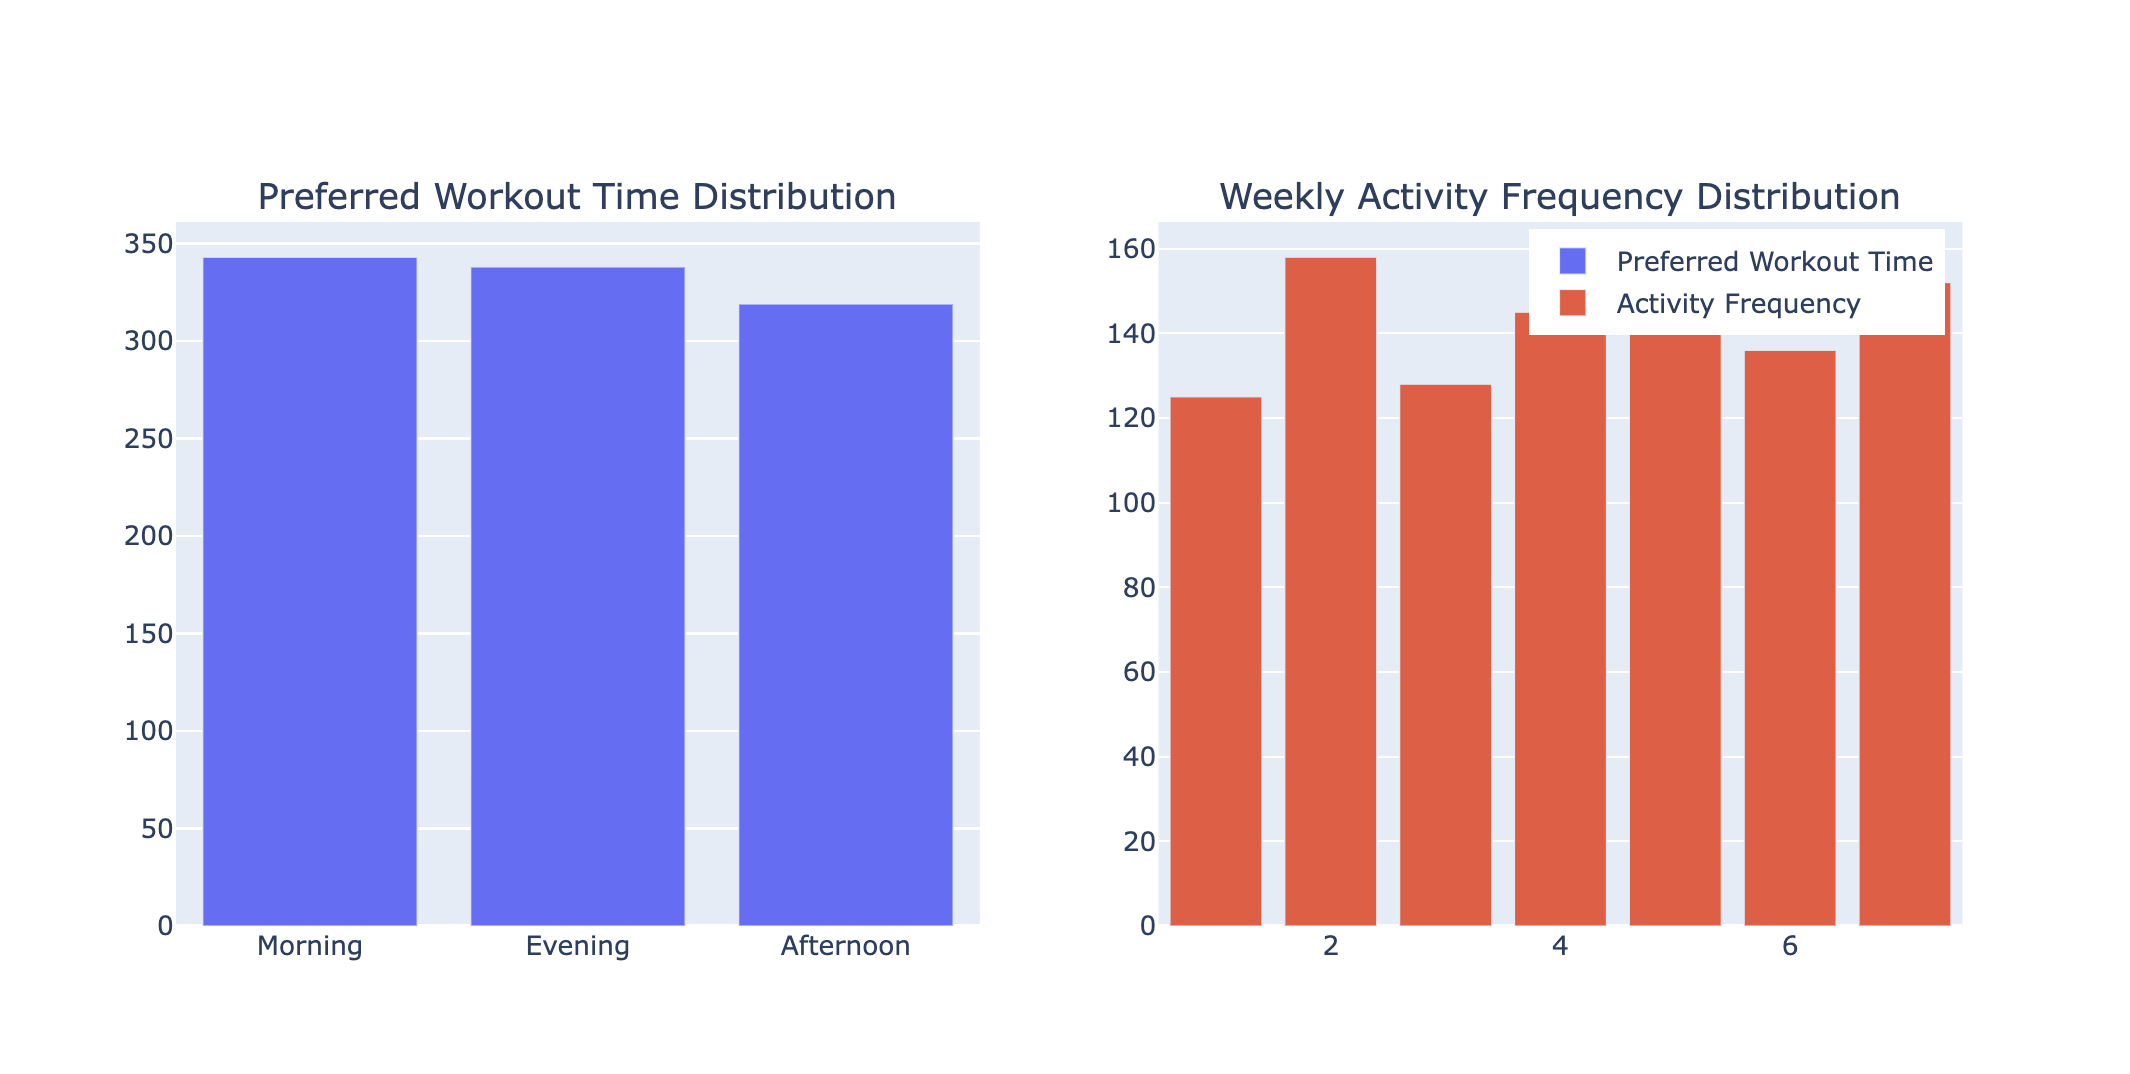 Preferred Workout Time Distribution
350
300
250
200
150
100
50
0
Morning Evening Afternoon
Weekly Activity Frequency Distribution
Preferred Workout Time
Activity Frequency
160
140
120
100
80
60
40
20
0
2 4 6